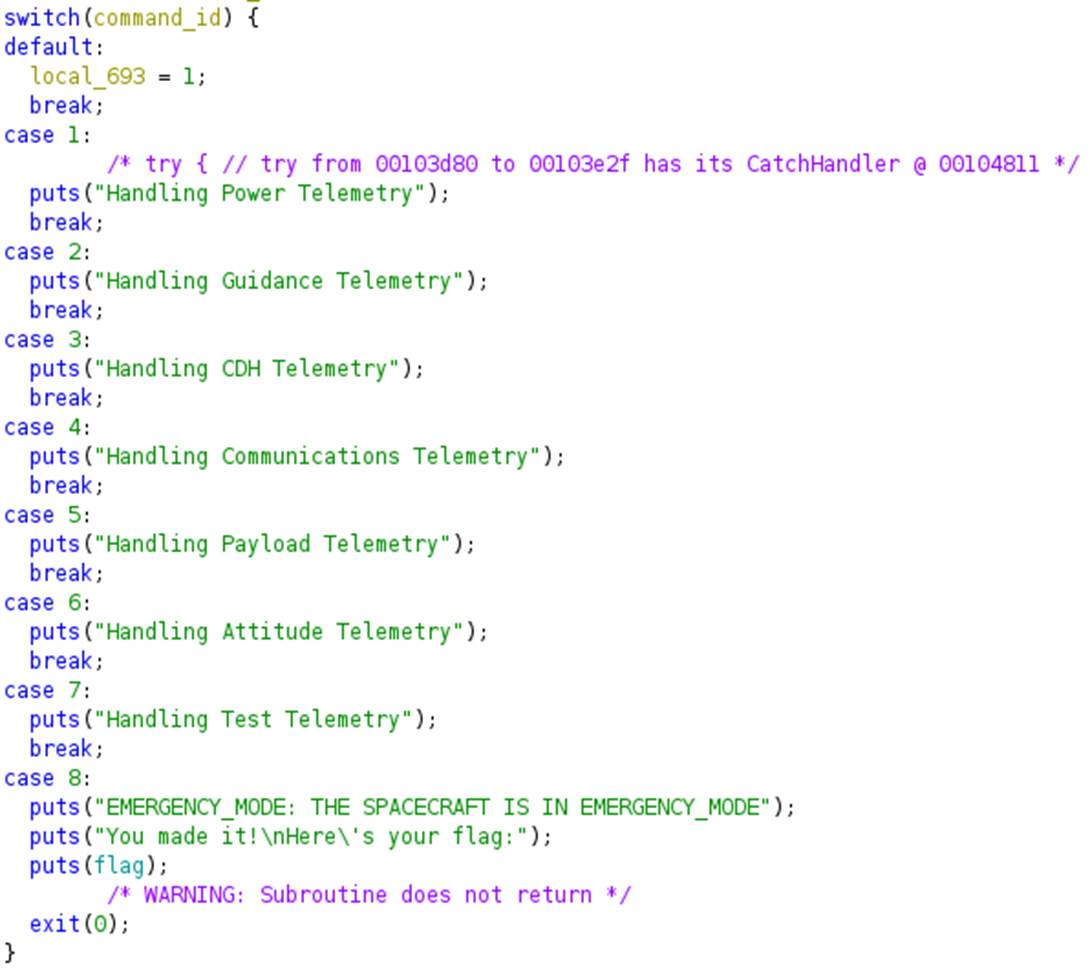 switch(command_id) {
default:
  local_693 = 1;
  break;
case 1:
        /* try { // try from 00103d80 to 00103e2f has its CatchHandler @ 00104811 */
  puts("Handling Power Telemetry");
  break;
case 2:
  puts("Handling Guidance Telemetry");
  break;
case 3:
  puts("Handling CDH Telemetry");
  break;
case 4:
  puts("Handling Communications Telemetry");
  break;
case 5:
  puts("Handling Payload Telemetry");
  break;
case 6:
  puts("Handling Attitude Telemetry");
  break;
case 7:
  puts("Handling Test Telemetry");
  break;
case 8:
  puts("EMERGENCY_MODE: THE SPACECRAFT IS IN EMERGENCY_MODE");
  puts("You made it!\nHere\'s your flag:");
  puts(flag);
        /* WARNING: Subroutine does not return */
  exit(0);
}